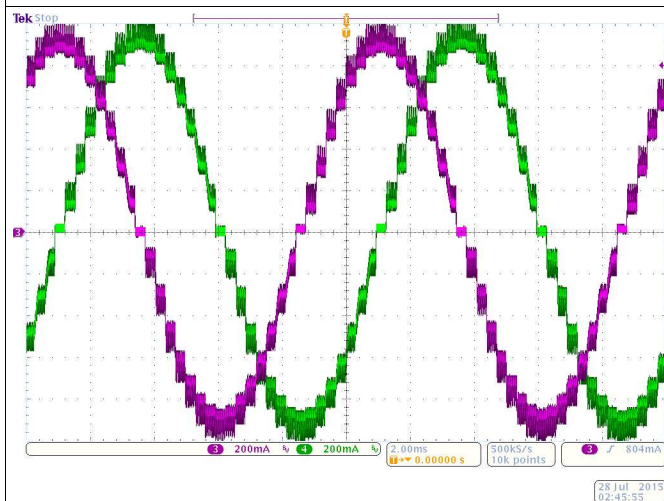 Tek Stop
T
T
3
3 200mA 4 200mA 2.00ms 500kS/s 3 804mA
T 0.00000 s 10k points
28 Jul 2015
02:45:55